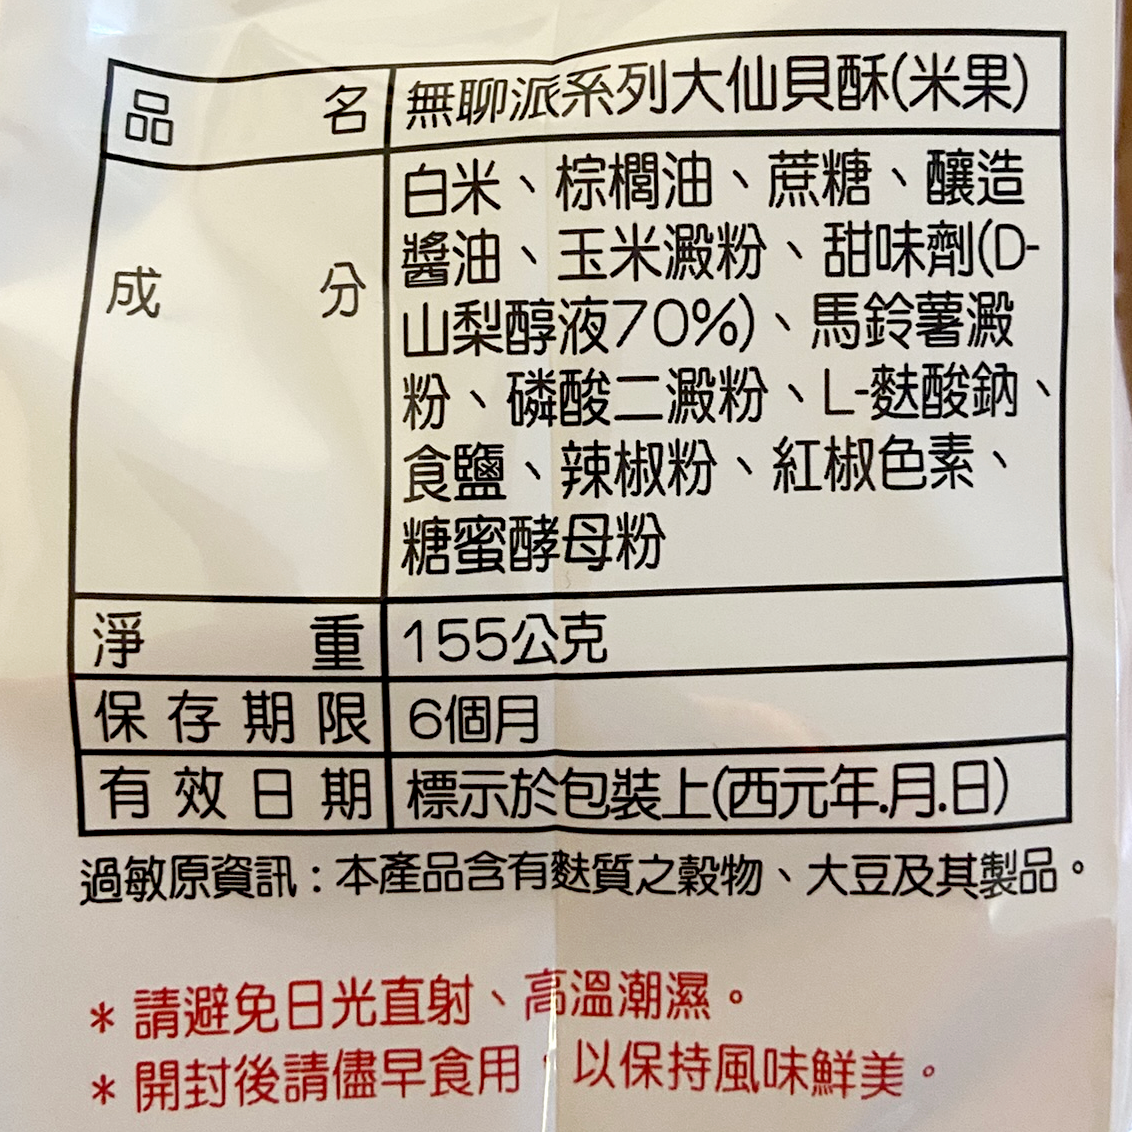 品名 無聊派系列大仙貝酥(米果)
成分 白米、棕櫚油、蔗糖、釀造
醬油、玉米澱粉、甜味劑(D-
山梨醇液70%)、馬鈴薯澱
粉、磷酸二澱粉、L-麩酸鈉、
食鹽、辣椒粉、紅椒色素、
糖蜜酵母粉
淨重 155公克
保存期限 6個月
有效日期 標示於包裝上(西元年.月.日)
過敏原資訊：本產品含有麩質之穀物、大豆及其製品。
* 請避免日光直射、高溫潮濕。
* 開封後請儘早食用，以保持風味鮮美。